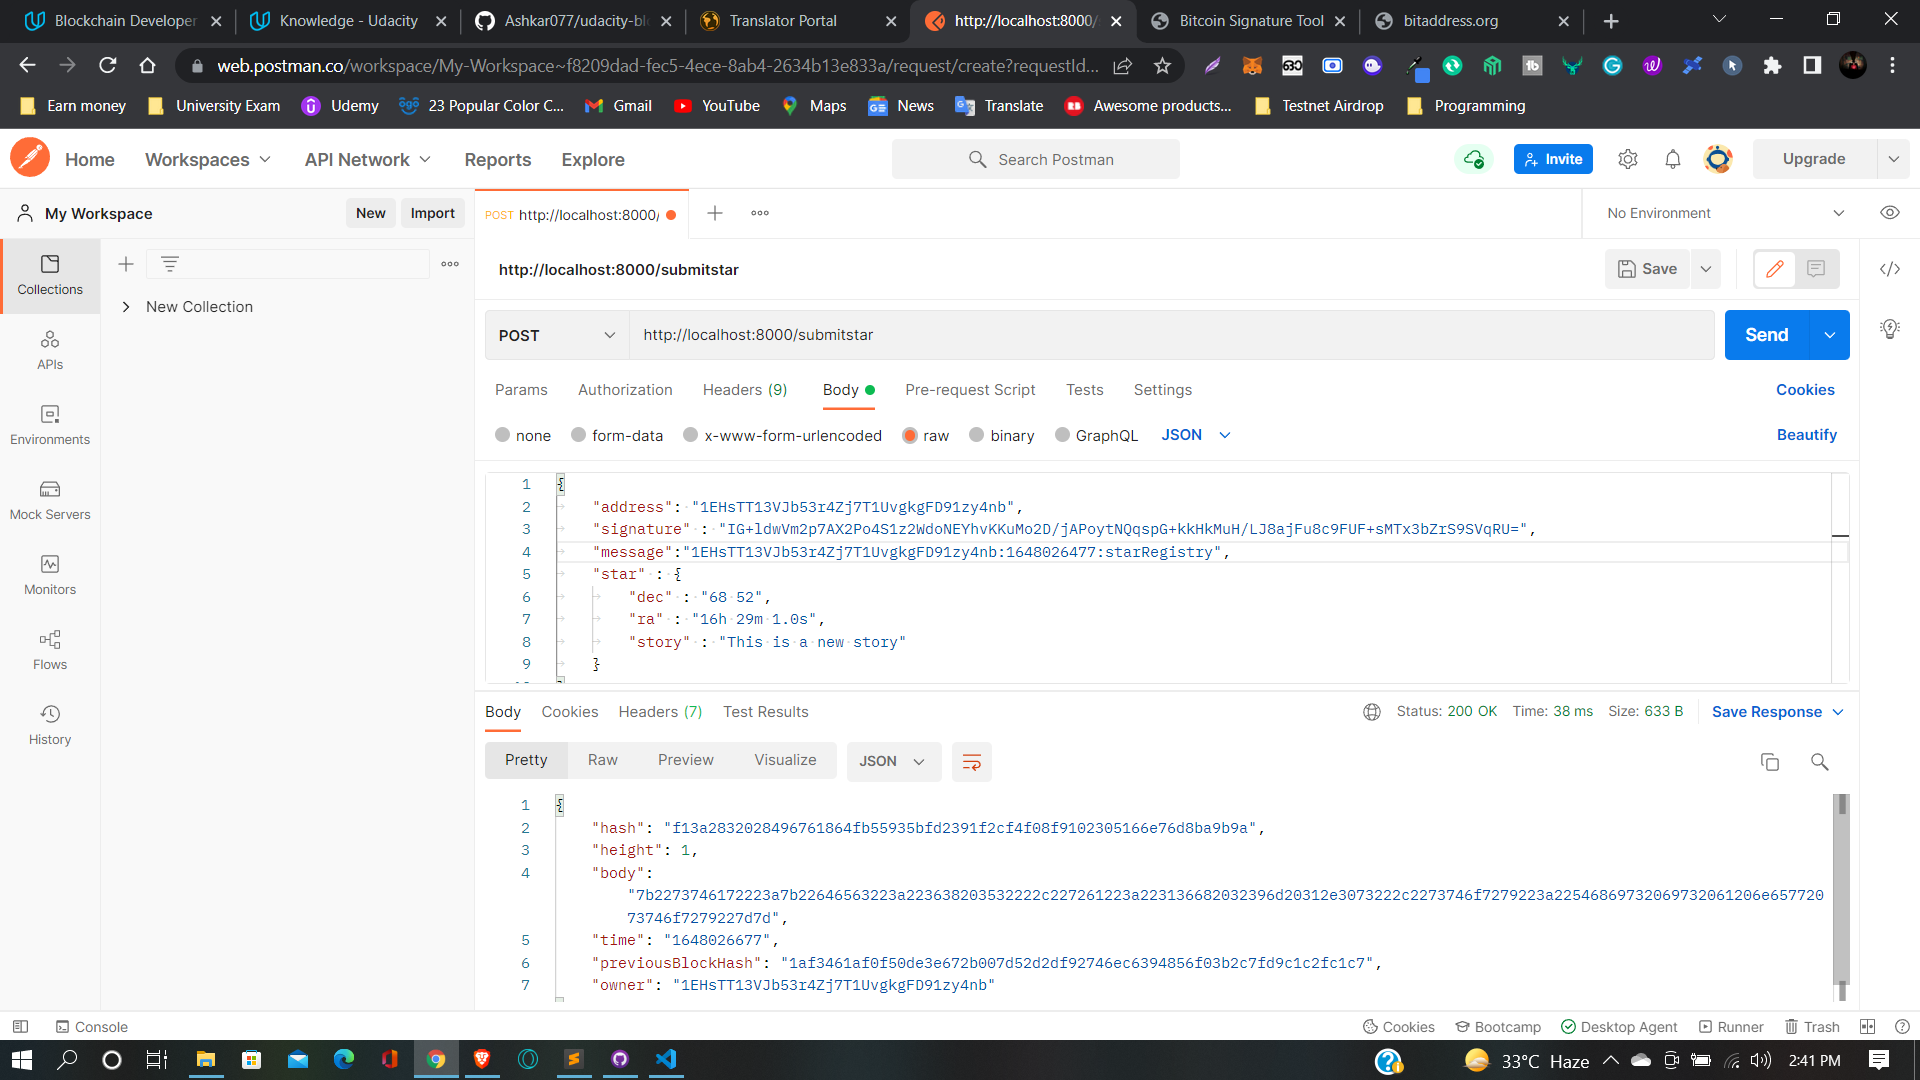 Blockchain Developer
Knowledge - Udacity
Ashkar077/udacity-blo
Translator Portal
http://localhost:8000/
Bitcoin Signature Tool
bitaddress.org
web.postman.co/workspace/My-Workspace~f8209dad-fec5-4ece-8ab4-2634b13e833a/request/create?requestId...
Earn money
University Exam
Udemy
23 Popular Color C...
Gmail
YouTube
Maps
News
Translate
Awesome products...
Testnet Airdrop
Programming
Home
Workspaces
API Network
Reports
Explore
Search Postman
Invite
Upgrade
My Workspace
New
Import
POST http://localhost:8000/
No Environment
Collections
New Collection
APIs
Environments
Mock Servers
Monitors
Flows
History
http://localhost:8000/submitstar
Save
POST
http://localhost:8000/submitstar
Send
Params
Authorization
Headers (9)
Body
Pre-request Script
Tests
Settings
Cookies
none
form-data
x-www-form-urlencoded
raw
binary
GraphQL
JSON
Beautify
1 {
2 "address": "1EHsTT13VJb53r4Zj7T1UvgkgFD91zy4nb",
3 "signature" : "IG+ldwVm2p7AX2Po4S1z2WdoNEYhvKKuMo2D/jAPoytNQqspG+kkHkMuH/LJ8ajFu8c9FUF+sMTx3bZrS9SVqRU=",
4 "message":"1EHsTT13VJb53r4Zj7T1UvgkgFD91zy4nb:1648026477:starRegistry",
5 "star" : {
6 "dec" : "68 52",
7 "ra" : "16h 29m 1.0s",
8 "story" : "This is a new story"
9 }
Body
Cookies
Headers (7)
Test Results
Status: 200 OK
Time: 38 ms
Size: 633 B
Save Response
Pretty
Raw
Preview
Visualize
JSON
1 {
2 "hash": "f13a2832028496761864fb55935bfd2391f2cf4f08f9102305166e76d8ba9b9a",
3 "height": 1,
4 "body":
"7b2273746172223a7b22646563223a223638203532222c227261223a223136682032396d20312e3073222c2273746f7279223a2254686973206973206120​6e657720
73746f7279227d7d",
5 "time": "1648026677",
6 "previousBlockHash": "1af3461af0f50de3e672b007d52d2df92746ec6394856f03b2c7fd9c1c2fc1c7",
7 "owner": "1EHsTT13VJb53r4Zj7T1UvgkgFD91zy4nb"
Console
Cookies
Bootcamp
Desktop Agent
Runner
Trash
33°C Haze
2:41 PM